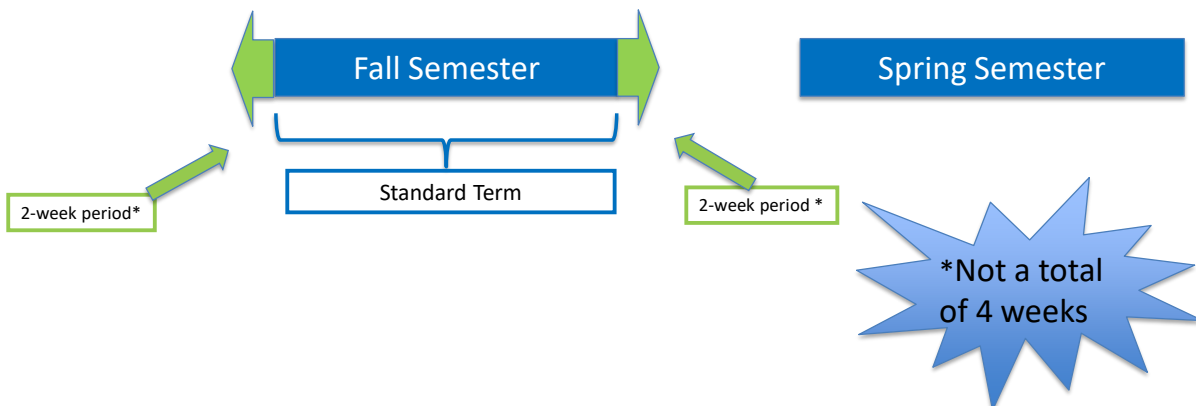 Fall Semester
Spring Semester
Standard Term
2-week period*
2-week period *
*Not a total
of 4 weeks